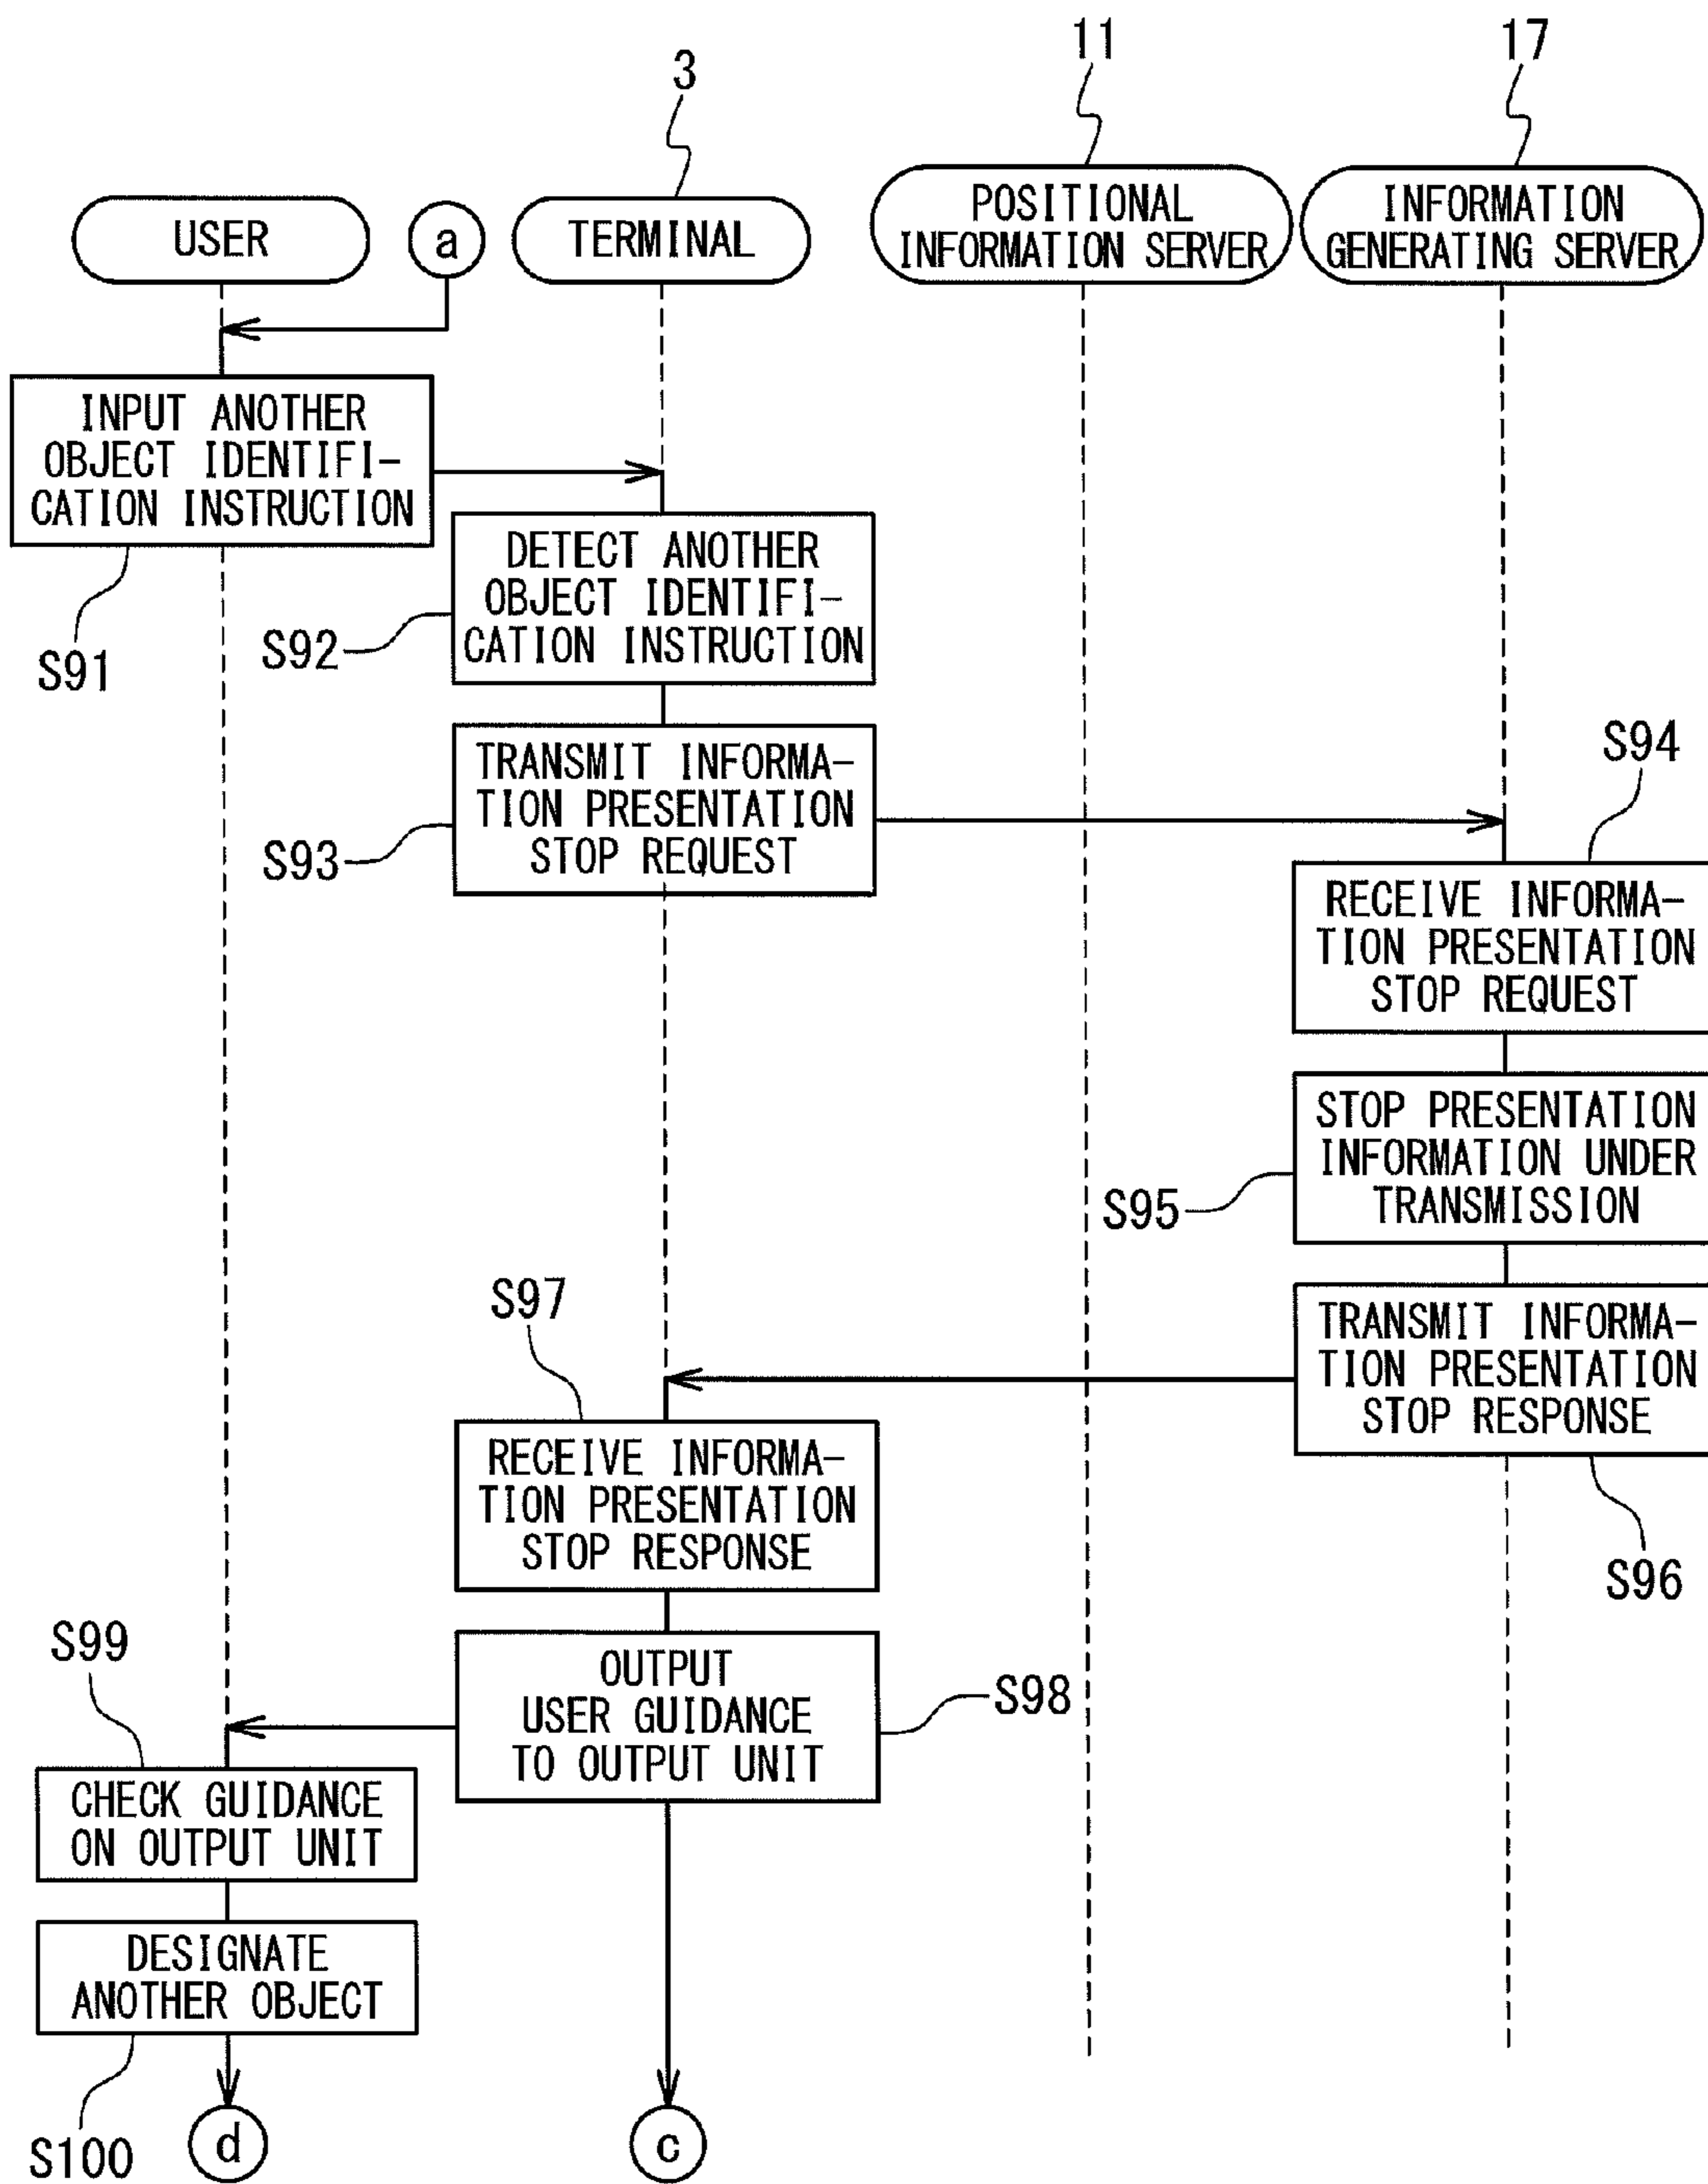 11
17
3
USER
a
TERMINAL
POSITIONAL
INFORMATION SERVER
INFORMATION
GENERATING SERVER
INPUT ANOTHER
OBJECT IDENTIFI-
CATION INSTRUCTION
S91
DETECT ANOTHER
OBJECT IDENTIFI-
CATION INSTRUCTION
S92
TRANSMIT INFORMA-
TION PRESENTATION
STOP REQUEST
S93
S94
RECEIVE INFORMA-
TION PRESENTATION
STOP REQUEST
STOP PRESENTATION
INFORMATION UNDER
TRANSMISSION
S95
TRANSMIT INFORMA-
TION PRESENTATION
STOP RESPONSE
S96
S97
RECEIVE INFORMA-
TION PRESENTATION
STOP RESPONSE
OUTPUT
USER GUIDANCE
TO OUTPUT UNIT
S98
S99
CHECK GUIDANCE
ON OUTPUT UNIT
DESIGNATE
ANOTHER OBJECT
S100
d
c